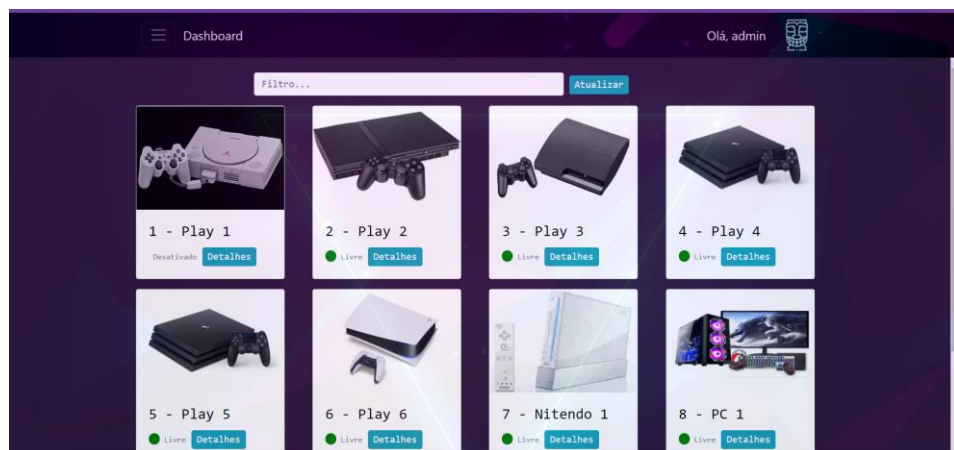 Dashboard
Olá, admin
Filtro...
Atualizar
1 - Play 1
Desativado Detalhes
2 - Play 2
Livre Detalhes
3 - Play 3
Livre Detalhes
4 - Play 4
Livre Detalhes
5 - Play 5
Livre Detalhes
6 - Play 6
Livre Detalhes
7 - Nitendo 1
Livre Detalhes
8 - PC 1
Livre Detalhes